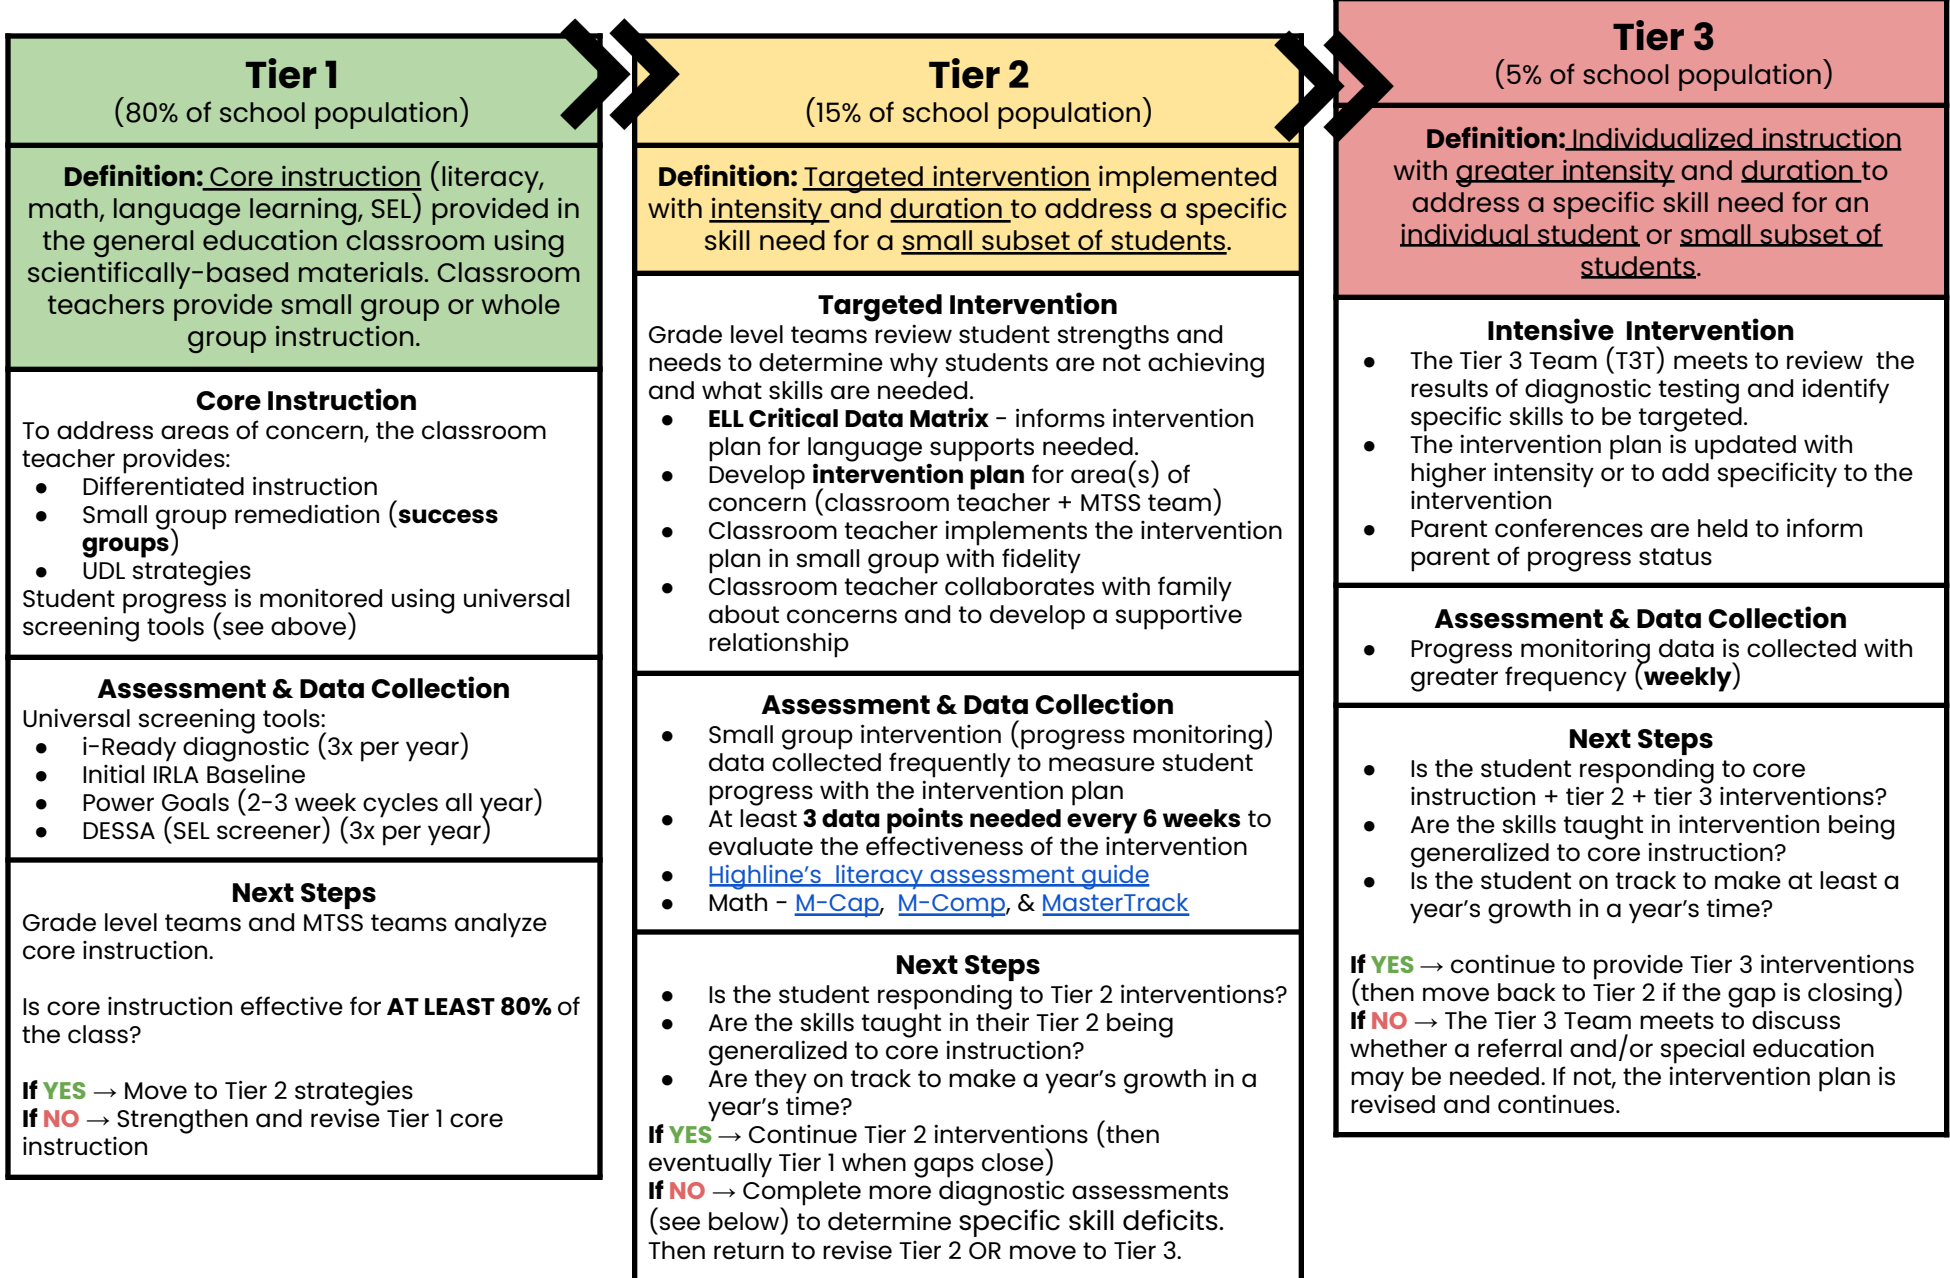 Tier 1
(80% of school population)
Definition: Core instruction (literacy,
math, language learning, SEL) provided in
the general education classroom using
scientifically-based materials. Classroom
teachers provide small group or whole
group instruction.
Core Instruction
To address areas of concern, the classroom
teacher provides:
● Differentiated instruction
● Small group remediation (success
groups)
● UDL strategies
Student progress is monitored using universal
screening tools (see above)
Assessment & Data Collection
Universal screening tools:
● i-Ready diagnostic (3x per year)
● Initial IRLA Baseline
● Power Goals (2-3 week cycles all year)
● DESSA (SEL screener) (3x per year)
Next Steps
Grade level teams and MTSS teams analyze
core instruction.
Is core instruction effective for AT LEAST 80% of
the class?
If YES → Move to Tier 2 strategies
If NO → Strengthen and revise Tier 1 core
instruction
Tier 2
(15% of school population)
Definition: Targeted intervention implemented
with intensity and duration to address a specific
skill need for a small subset of students.
Targeted Intervention
Grade level teams review student strengths and
needs to determine why students are not achieving
and what skills are needed.
● ELL Critical Data Matrix - informs intervention
plan for language supports needed.
● Develop intervention plan for area(s) of
concern (classroom teacher + MTSS team)
● Classroom teacher implements the intervention
plan in small group with fidelity
● Classroom teacher collaborates with family
about concerns and to develop a supportive
relationship
Assessment & Data Collection
● Small group intervention (progress monitoring)
data collected frequently to measure student
progress with the intervention plan
● At least 3 data points needed every 6 weeks to
evaluate the effectiveness of the intervention
● Highline's literacy assessment guide
● Math - M-Cap, M-Comp, & MasterTrack
Next Steps
● Is the student responding to Tier 2 interventions?
● Are the skills taught in their Tier 2 being
generalized to core instruction?
● Are they on track to make a year's growth in a
year's time?
If YES → Continue Tier 2 interventions (then
eventually Tier 1 when gaps close)
If NO → Complete more diagnostic assessments
(see below) to determine specific skill deficits.
Then return to revise Tier 2 OR move to Tier 3.
Tier 3
(5% of school population)
Definition: Individualized instruction
with greater intensity and duration to
address a specific skill need for an
individual student or small subset of
students.
Intensive Intervention
● The Tier 3 Team (T3T) meets to review the
results of diagnostic testing and identify
specific skills to be targeted.
● The intervention plan is updated with
higher intensity or to add specificity to the
intervention
● Parent conferences are held to inform
parent of progress status
Assessment & Data Collection
● Progress monitoring data is collected with
greater frequency (weekly)
Next Steps
● Is the student responding to core
instruction + tier 2 + tier 3 interventions?
● Are the skills taught in intervention being
generalized to core instruction?
● Is the student on track to make at least a
year's growth in a year's time?
If YES → continue to provide Tier 3 interventions
(then move back to Tier 2 if the gap is closing)
If NO → The Tier 3 Team meets to discuss
whether a referral and/or special education
may be needed. If not, the intervention plan is
revised and continues.